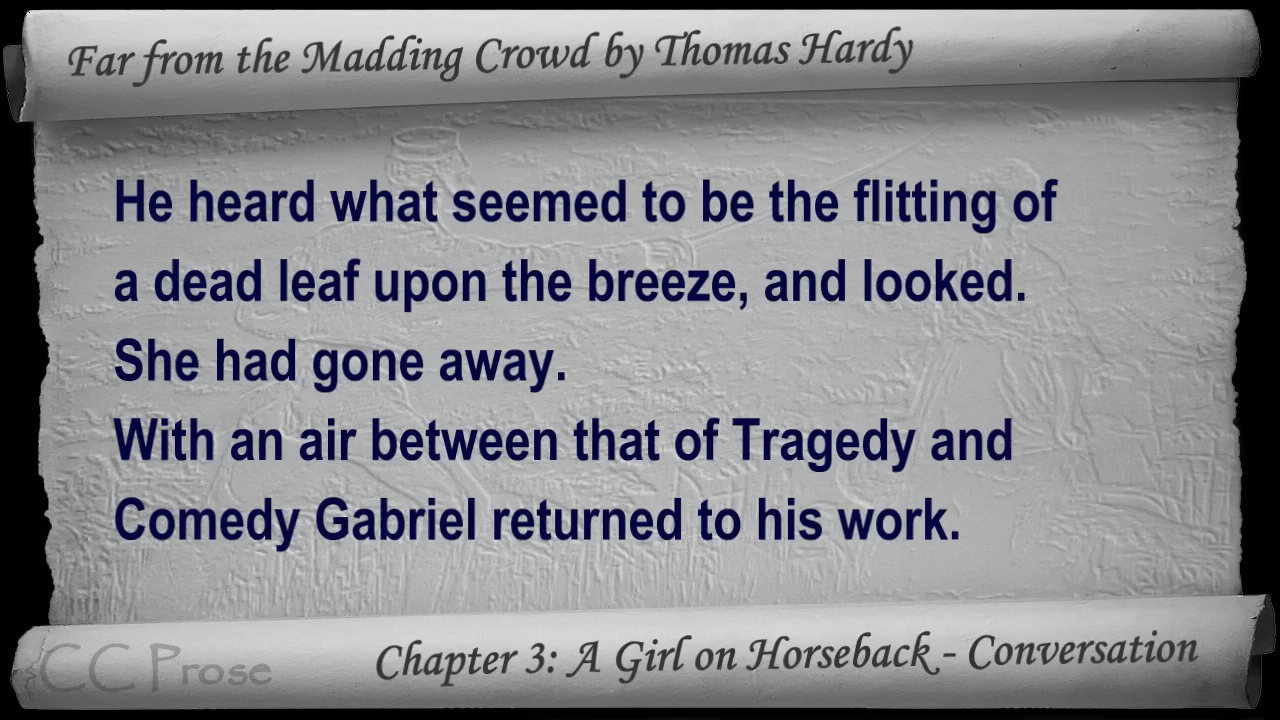 Far from the Madding Crowd by Thomas Hardy
He heard what seemed to be the flitting of
a dead leaf upon the breeze, and looked.
She had gone away.
With an air between that of Tragedy and
Comedy Gabriel returned to his work.
CC Prose
Chapter 3: A Girl on Horseback - Conversation